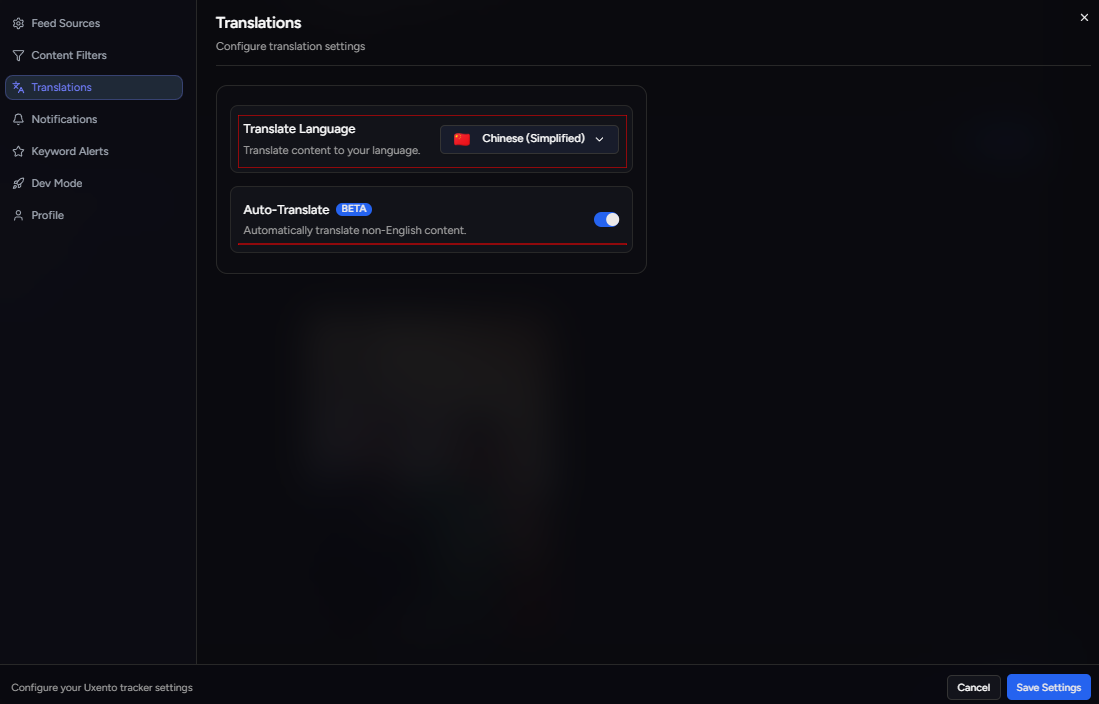 Feed Sources
Content Filters
Translations
Notifications
Keyword Alerts
Dev Mode
Profile
Translations
Configure translation settings
Translate Language
Translate content to your language.
Chinese (Simplified)
Auto-Translate BETA
Automatically translate non-English content.
Configure your Uxento tracker settings
Cancel
Save Settings